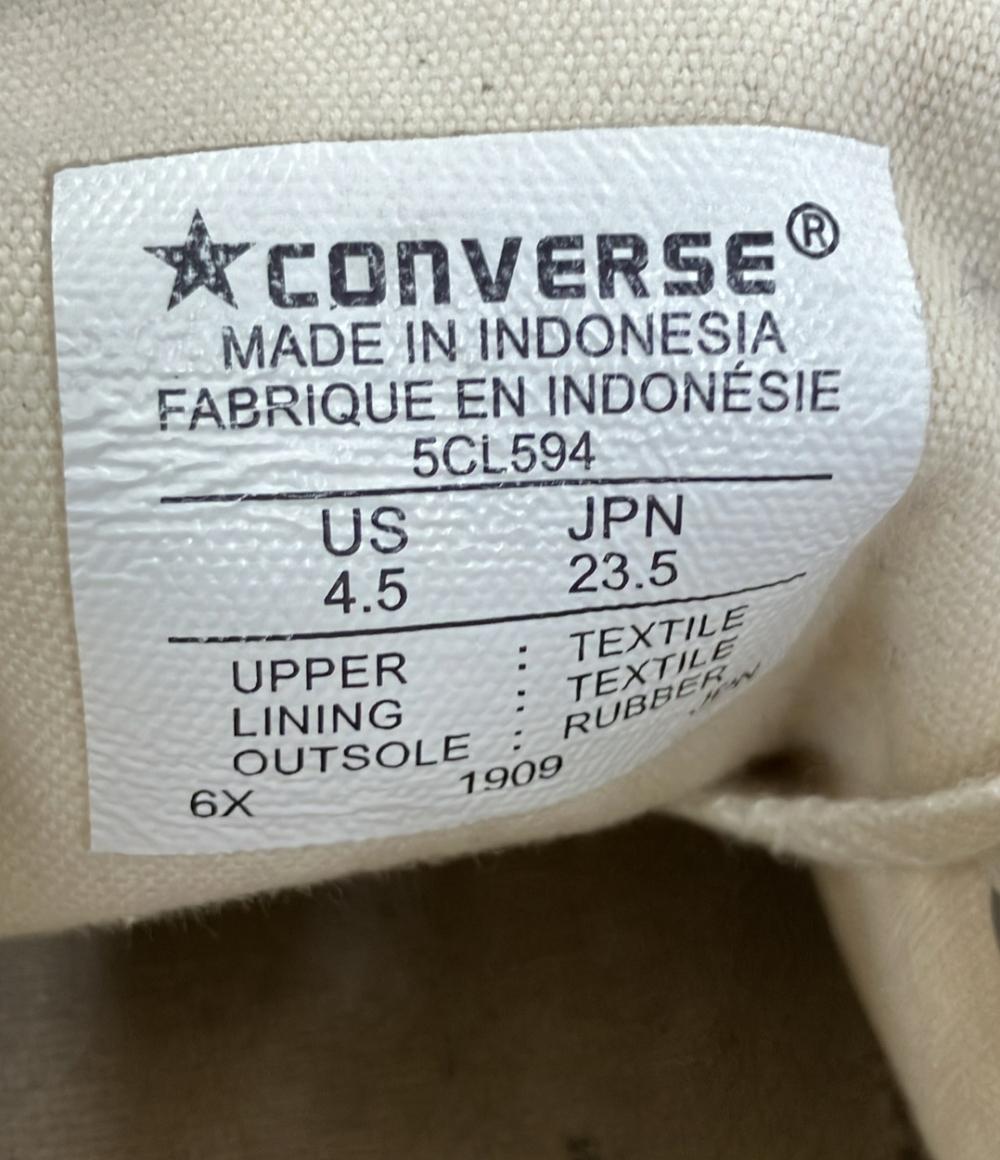 CONVERSE®
MADE IN INDONESIA
FABRIQUE EN INDONÉSIE
5CL594
US JPN
4.5 23.5
UPPER : TEXTILE
LINING : TEXTILE
OUTSOLE : RUBBER
6X 1909 JPN